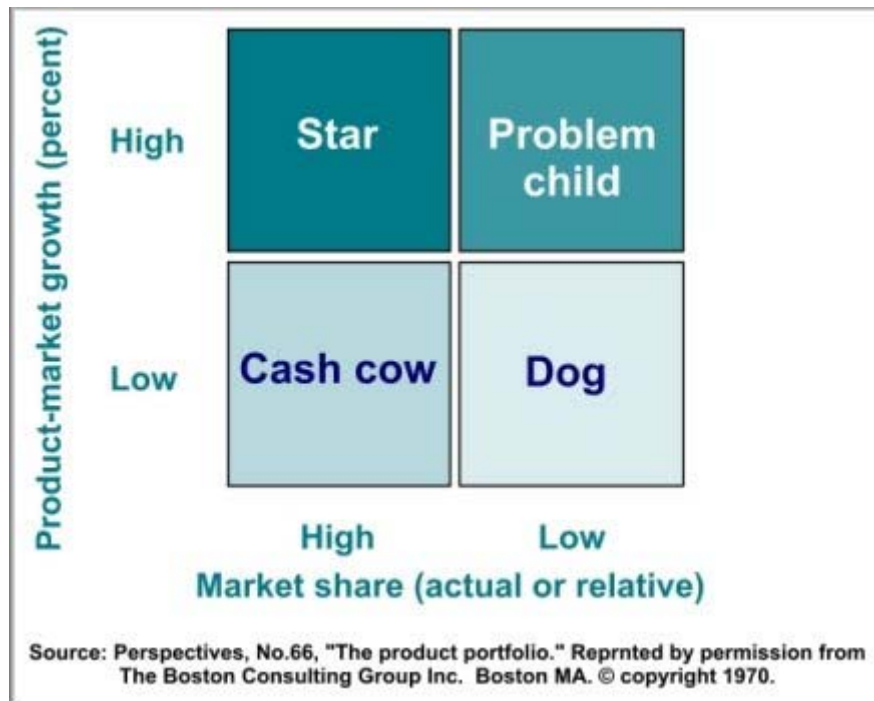 Product-market growth (percent)
High
Star
Problem
child
Low
Cash cow
Dog
High
Low
Market share (actual or relative)
Source: Perspectives, No.66, "The product portfolio." Reprnted by permission from
The Boston Consulting Group Inc. Boston MA. © copyright 1970.